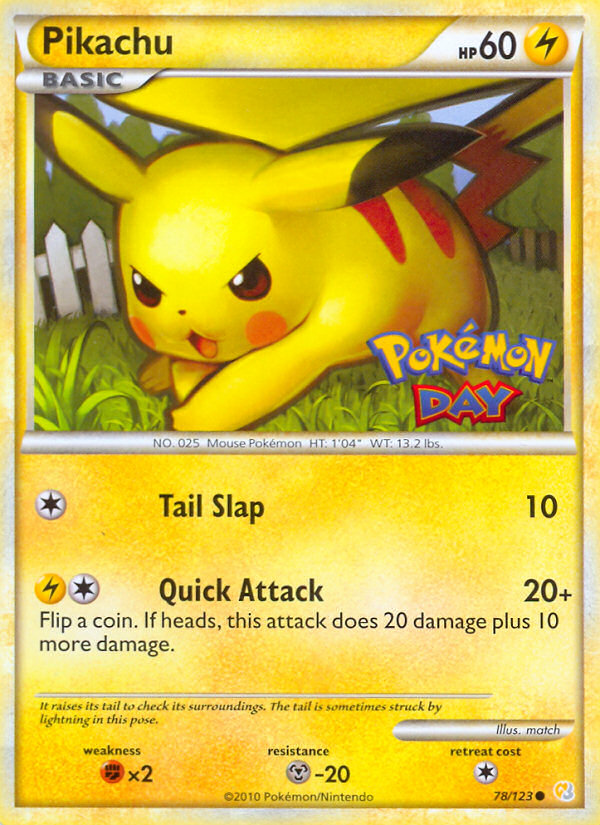 Pikachu
HP 60
BASIC
POKéMON
DAY
™
NO. 025 Mouse Pokémon HT: 1'04" WT: 13.2 lbs.
Tail Slap 10
Quick Attack 20+
Flip a coin. If heads, this attack does 20 damage plus 10
more damage.
It raises its tail to check its surroundings. The tail is sometimes struck by
lightning in this pose.
Illus. match
weakness resistance retreat cost
×2 -20
©2010 Pokémon/Nintendo 78/123